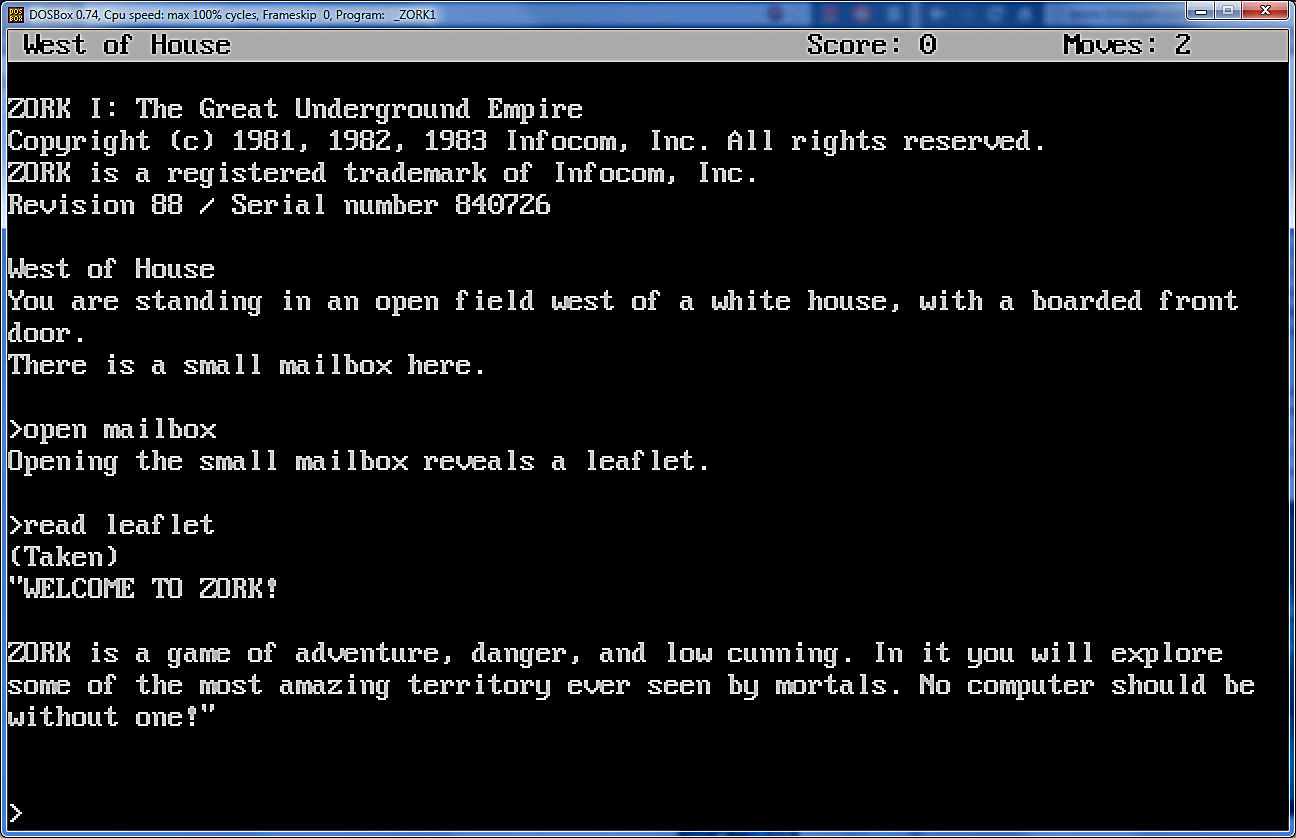 DOSBox 0.74, Cpu speed: max 100% cycles, Frameskip 0, Program: _ZORK1
West of House Score: 0 Moves: 2
ZORK I: The Great Underground Empire
Copyright (c) 1981, 1982, 1983 Infocom, Inc. All rights reserved.
ZORK is a registered trademark of Infocom, Inc.
Revision 88 / Serial number 840726
West of House
You are standing in an open field west of a white house, with a boarded front
door.
There is a small mailbox here.
>open mailbox
Opening the small mailbox reveals a leaflet.
>read leaflet
(Taken)
"WELCOME TO ZORK!
ZORK is a game of adventure, danger, and low cunning. In it you will explore
some of the most amazing territory ever seen by mortals. No computer should be
without one!"
>